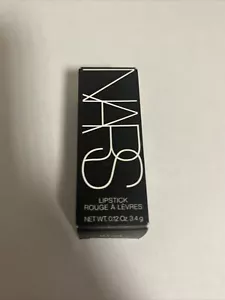 NARS
LIPSTICK
ROUGE À LÈVRES
NET WT. 0.12 Oz 3.4 g